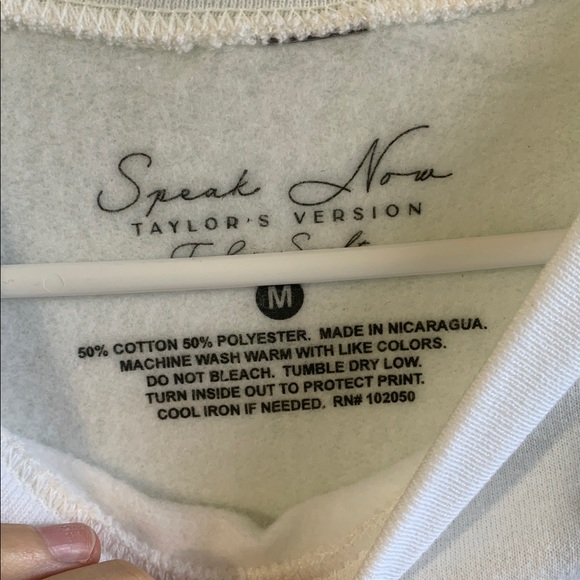 Speak Now
TAYLOR'S VERSION
M
50% COTTON 50% POLYESTER. MADE IN NICARAGUA.
MACHINE WASH WARM WITH LIKE COLORS.
DO NOT BLEACH. TUMBLE DRY LOW.
TURN INSIDE OUT TO PROTECT PRINT.
COOL IRON IF NEEDED. RN# 102050